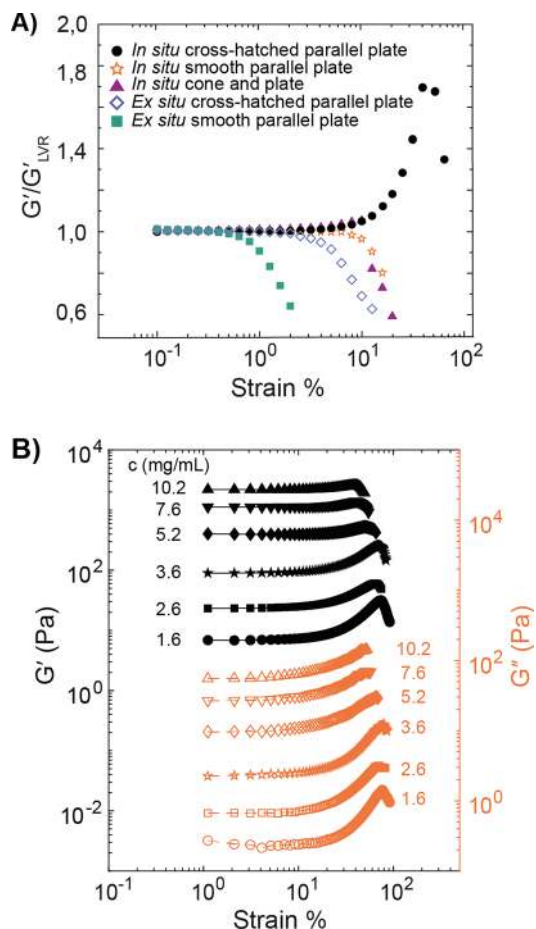 A)
2,0
1,8
1,4
1,0
0,6
G′/G′LVR
In situ cross-hatched parallel plate
In situ smooth parallel plate
In situ cone and plate
Ex situ cross-hatched parallel plate
Ex situ smooth parallel plate
10-1 100 101 102
Strain %
B)
c (mg/mL)
10.2
7.6
5.2
3.6
2.6
1.6
10.2
7.6
5.2
3.6
2.6
1.6
104
102
100
10-2
G′ (Pa)
104
102
100
G″ (Pa)
10-1 100 101 102 103
Strain %